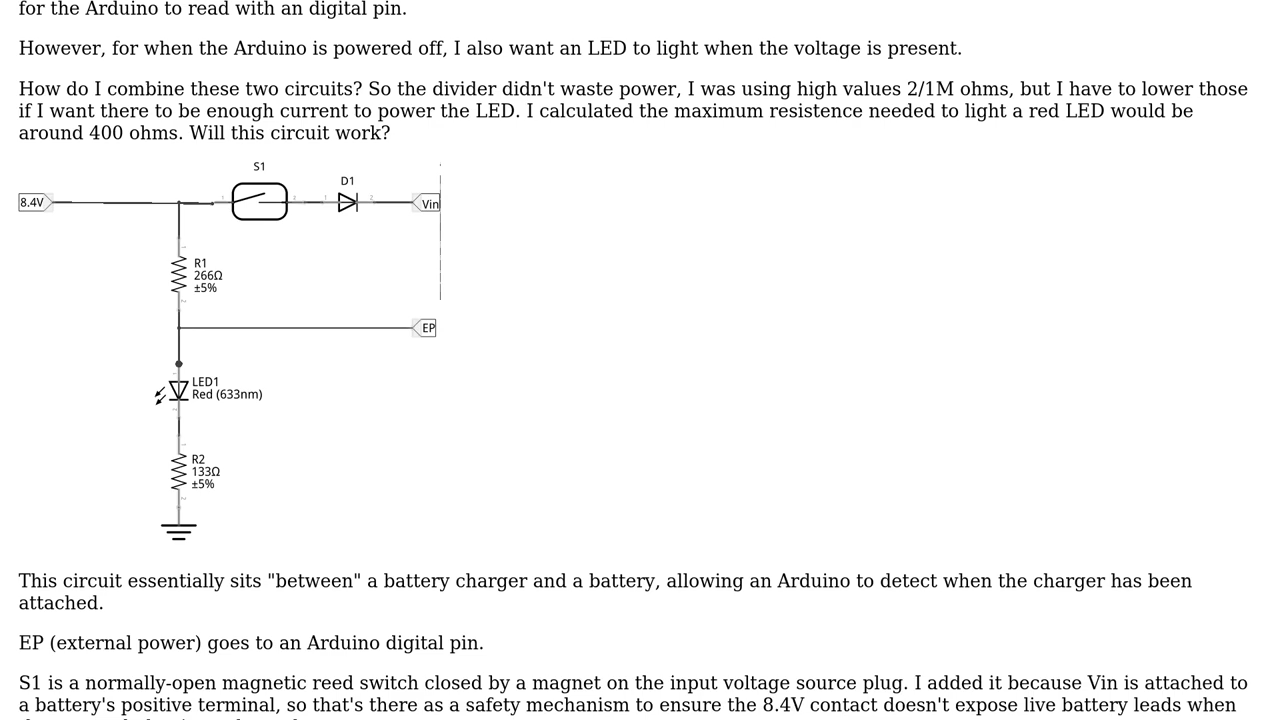 for the Arduino to read with an digital pin.
However, for when the Arduino is powered off, I also want an LED to light when the voltage is present.
How do I combine these two circuits? So the divider didn't waste power, I was using high values 2/1M ohms, but I have to lower those
if I want there to be enough current to power the LED. I calculated the maximum resistence needed to light a red LED would be
around 400 ohms. Will this circuit work?
S1
D1
8.4V
Vin
R1
266Ω
±5%
EP
LED1
Red (633nm)
R2
133Ω
±5%
This circuit essentially sits "between" a battery charger and a battery, allowing an Arduino to detect when the charger has been
attached.
EP (external power) goes to an Arduino digital pin.
S1 is a normally-open magnetic reed switch closed by a magnet on the input voltage source plug. I added it because Vin is attached to
a battery's positive terminal, so that's there as a safety mechanism to ensure the 8.4V contact doesn't expose live battery leads when